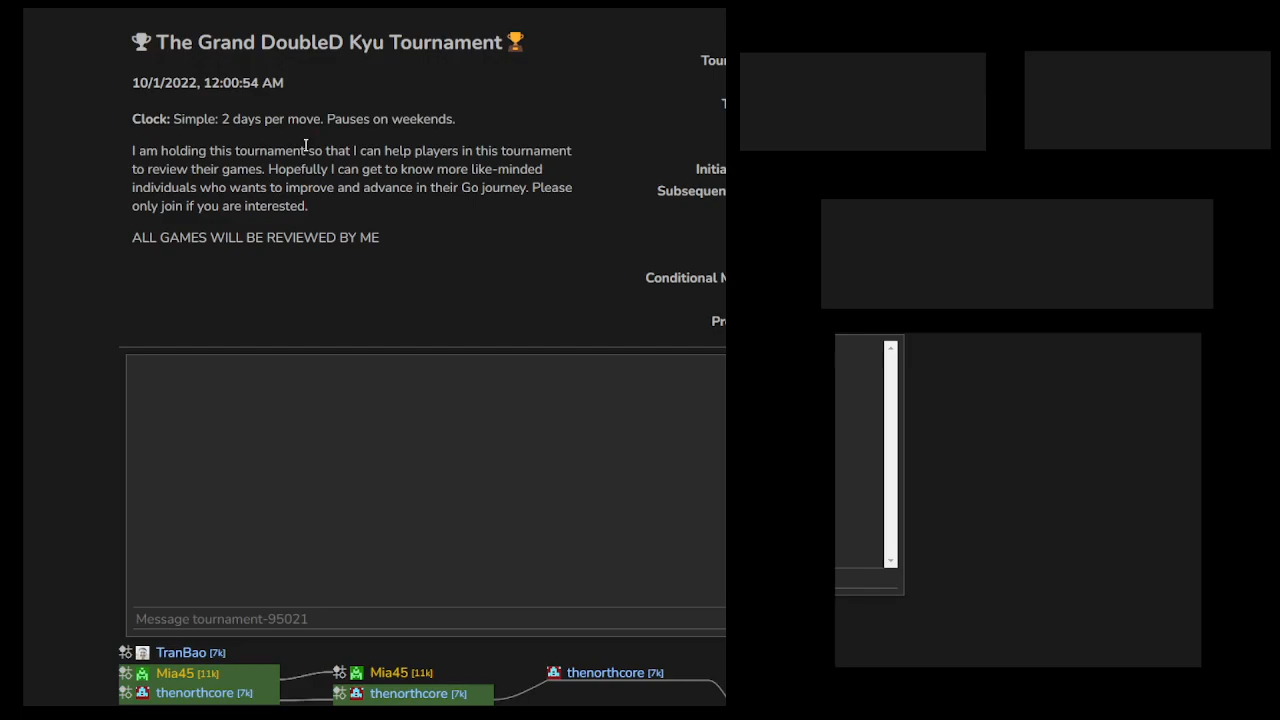 The Grand DoubleD Kyu Tournament
10/1/2022, 12:00:54 AM
Clock: Simple: 2 days per move. Pauses on weekends.
I am holding this tournament so that I can help players in this tournament
to review their games. Hopefully I can get to know more like-minded
individuals who wants to improve and advance in their Go journey. Please
only join if you are interested.
ALL GAMES WILL BE REVIEWED BY ME
Tour
T
Initia
Subsequen
Conditional M
Pr
Message tournament-95021
TranBao [7k]
Mia45 [11k] Mia45 [11k] thenorthcore [7k]
thenorthcore [7k] thenorthcore [7k]